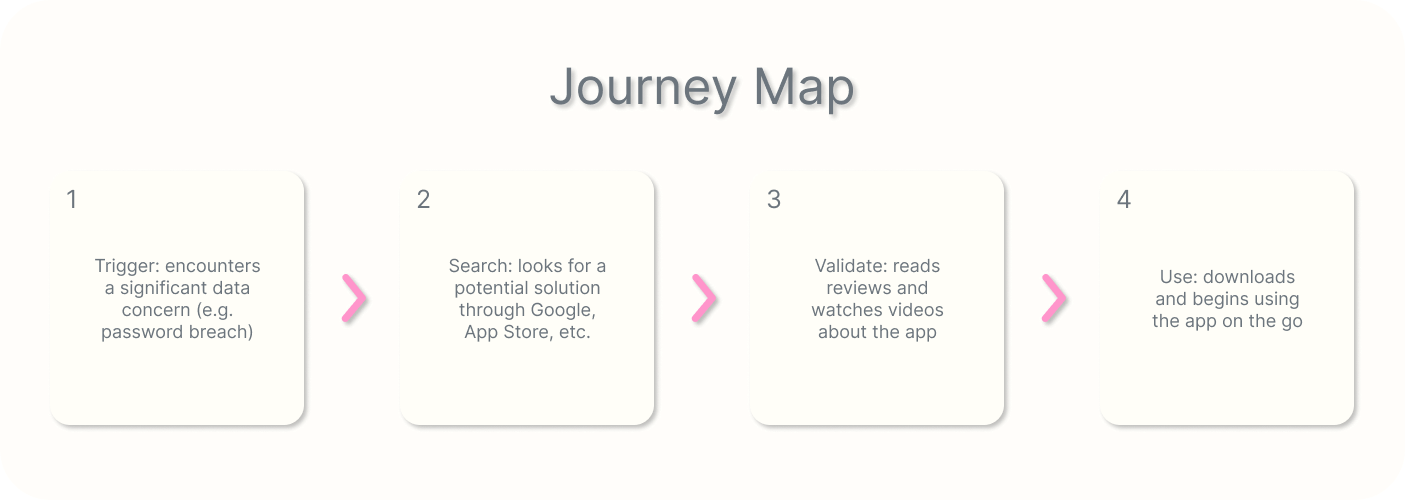 Journey Map
1
Trigger: encounters
a significant data
concern (e.g.
password breach)
2
Search: looks for a
potential solution
through Google,
App Store, etc.
3
Validate: reads
reviews and
watches videos
about the app
4
Use: downloads
and begins using
the app on the go